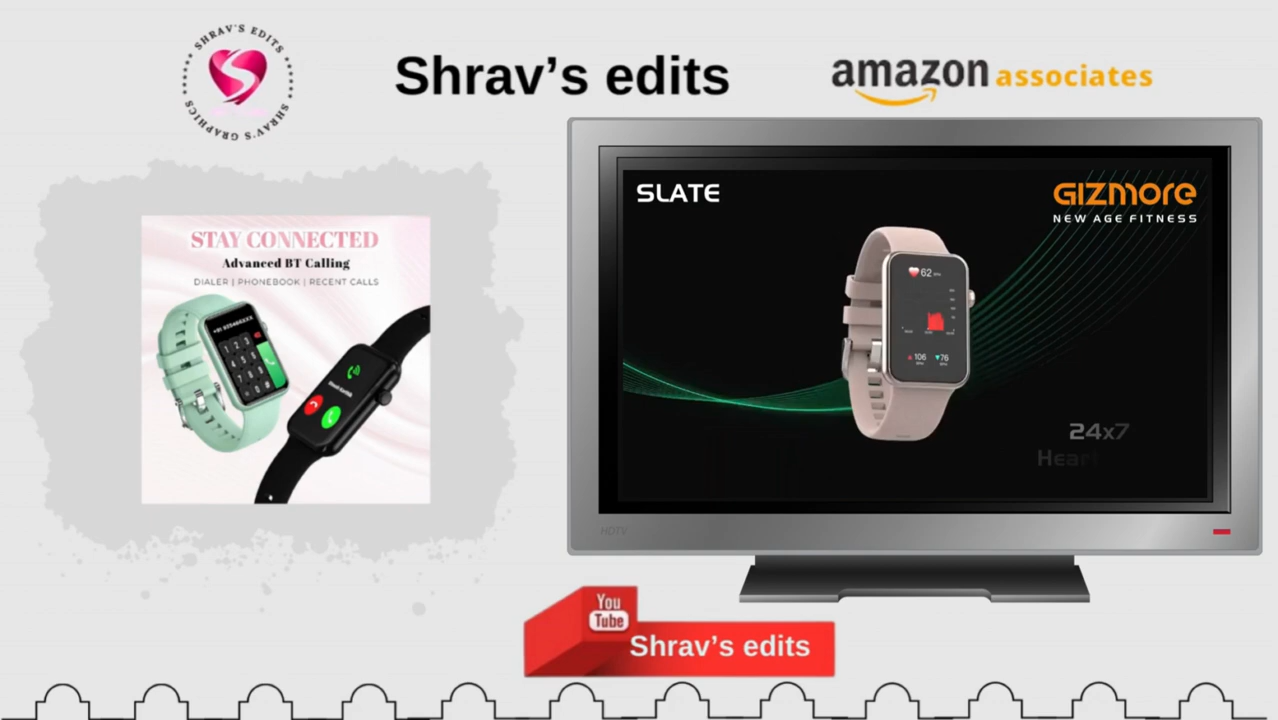 SHRAV'S EDITS
SHRAV'S GRAPHICS
Shrav's edits
amazon associates
STAY CONNECTED
Advanced BT Calling
DIALER | PHONEBOOK | RECENT CALLS
SLATE
GIZMORE
NEW AGE FITNESS
62
106
76
24x7
Hear
HDTV
You
Tube
Shrav's edits